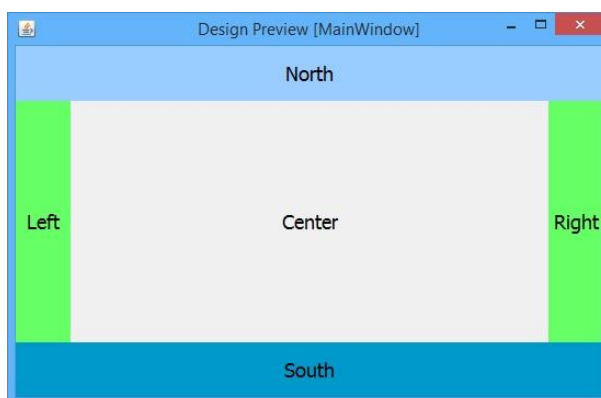 Design Preview [MainWindow]
North
Left
Center
Right
South